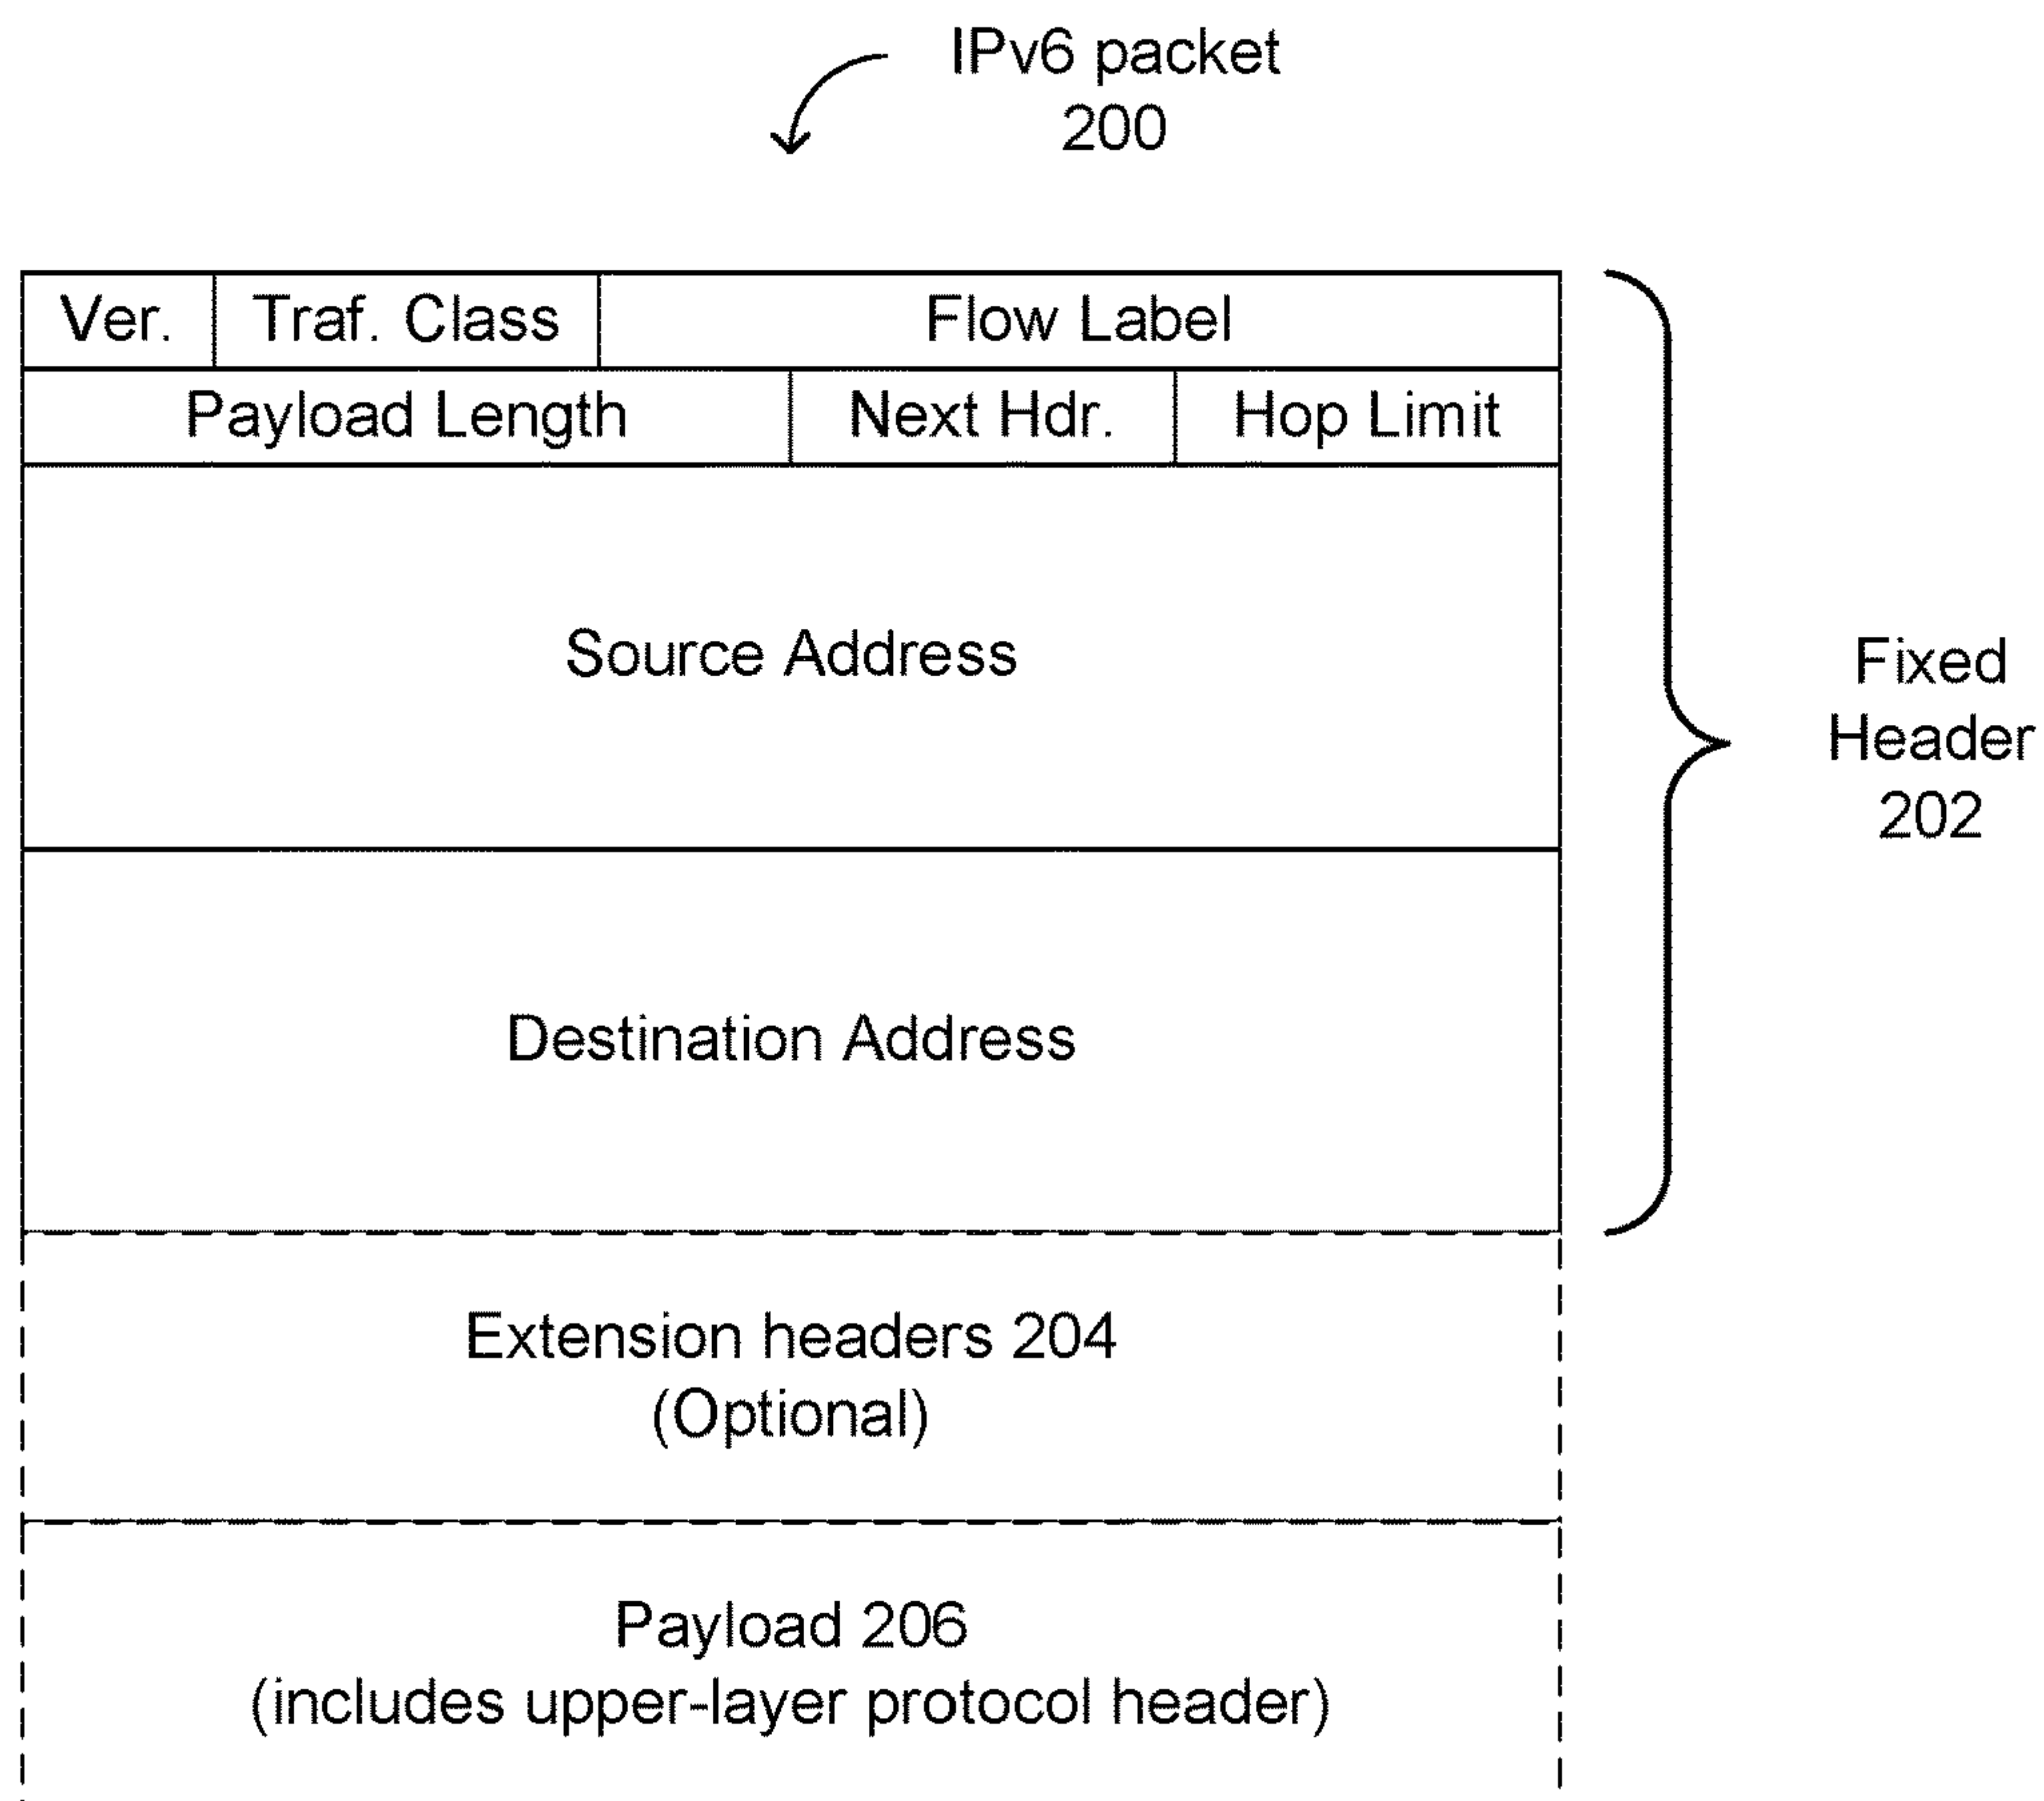 IPv6 packet
200
Ver. Traf. Class Flow Label
Payload Length Next Hdr. Hop Limit
Source Address
Fixed
Header
202
Destination Address
Extension headers 204
(Optional)
Payload 206
(includes upper-layer protocol header)